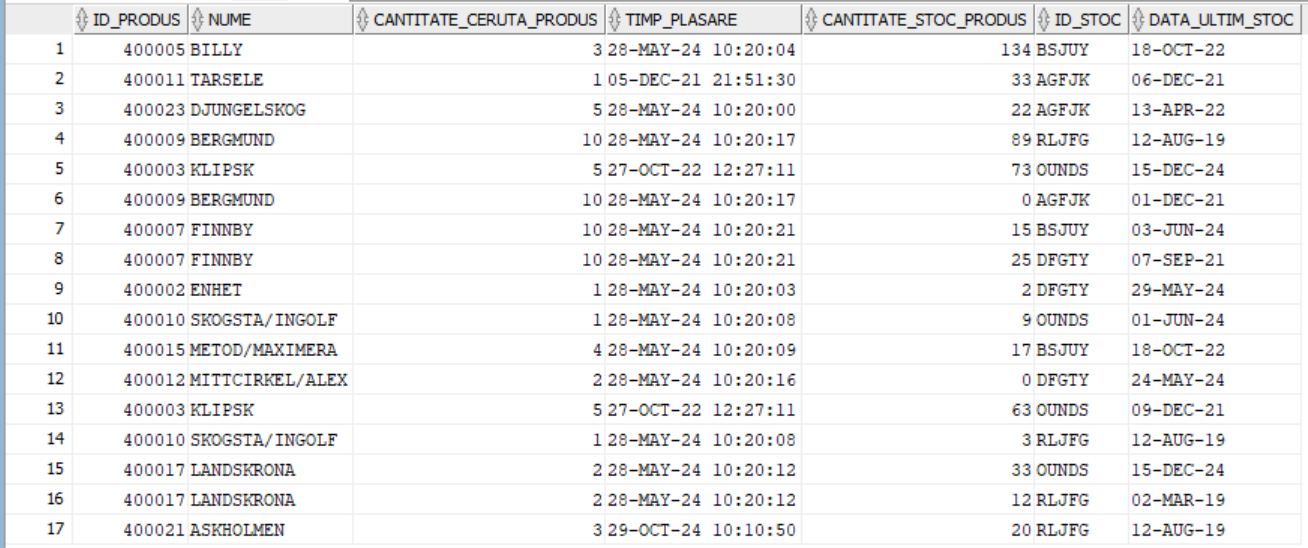 ID_PRODUS NUME CANTITATE_CERUTA_PRODUS TIMP_PLASARE CANTITATE_STOC_PRODUS ID_STOC DATA_ULTIM_STOC
1 400005 BILLY 3 28-MAY-24 10:20:04 134 BSJUY 18-OCT-22
2 400011 TARSELE 1 05-DEC-21 21:51:30 33 AGFJK 06-DEC-21
3 400023 DJUNGELSKOG 5 28-MAY-24 10:20:00 22 AGFJK 13-APR-22
4 400009 BERGMUND 10 28-MAY-24 10:20:17 89 RLJFG 12-AUG-19
5 400003 KLIPSK 5 27-OCT-22 12:27:11 73 OUNDS 15-DEC-24
6 400009 BERGMUND 10 28-MAY-24 10:20:17 0 AGFJK 01-DEC-21
7 400007 FINNBY 10 28-MAY-24 10:20:21 15 BSJUY 03-JUN-24
8 400007 FINNBY 10 28-MAY-24 10:20:21 25 DFGTY 07-SEP-21
9 400002 ENHET 1 28-MAY-24 10:20:03 2 DFGTY 29-MAY-24
10 400010 SKOGSTA/INGOLF 1 28-MAY-24 10:20:08 9 OUNDS 01-JUN-24
11 400015 METOD/MAXIMERA 4 28-MAY-24 10:20:09 17 BSJUY 18-OCT-22
12 400012 MITTCIRKEL/ALEX 2 28-MAY-24 10:20:16 0 DFGTY 24-MAY-24
13 400003 KLIPSK 5 27-OCT-22 12:27:11 63 OUNDS 09-DEC-21
14 400010 SKOGSTA/INGOLF 1 28-MAY-24 10:20:08 3 RLJFG 12-AUG-19
15 400017 LANDSKRONA 2 28-MAY-24 10:20:12 33 OUNDS 15-DEC-24
16 400017 LANDSKRONA 2 28-MAY-24 10:20:12 12 RLJFG 02-MAR-19
17 400021 ASKHOLMEN 3 29-OCT-24 10:10:50 20 RLJFG 12-AUG-19